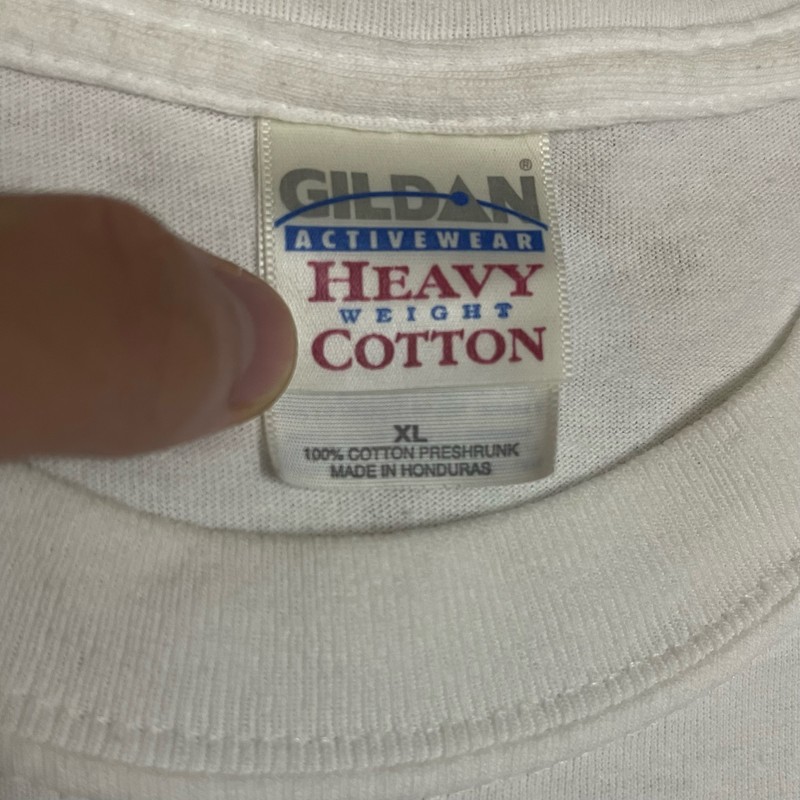 GILDAN®
ACTIVEWEAR
HEAVY
WEIGHT
COTTON
XL
100% COTTON PRESHRUNK
MADE IN HONDURAS